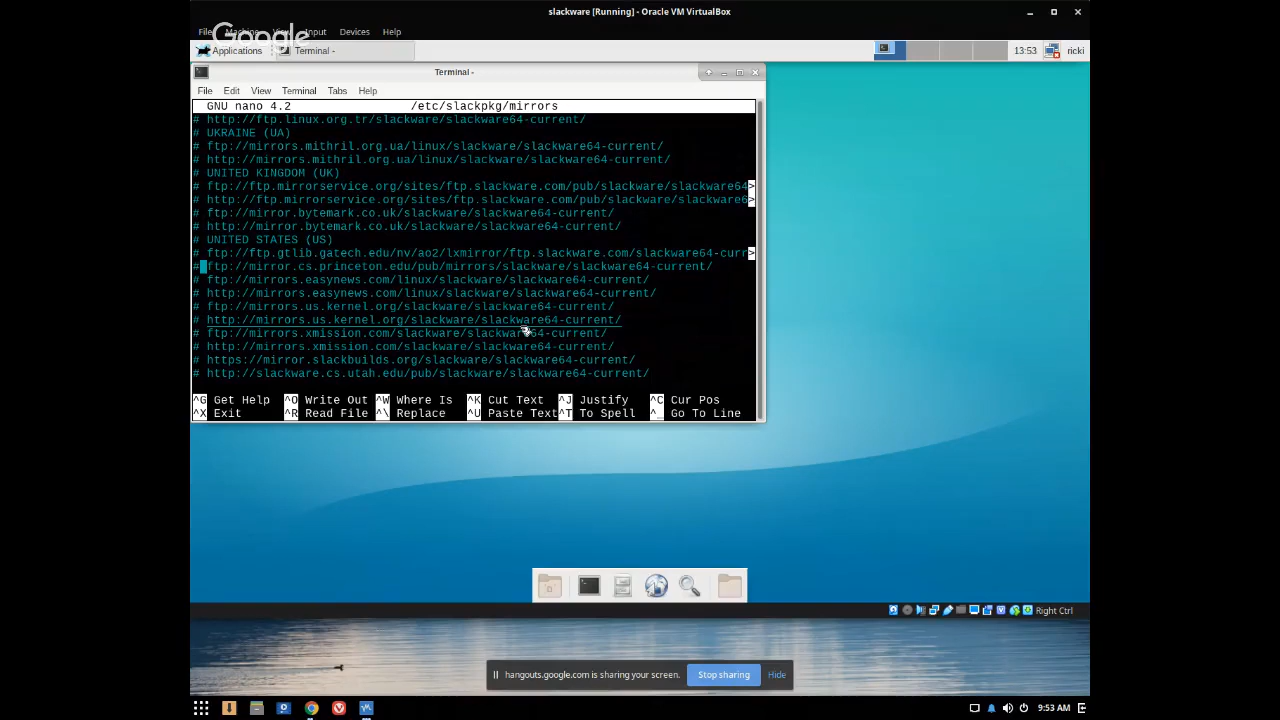 slackware [Running] - Oracle VM VirtualBox
File Machine View Input Devices Help
Google
Applications Terminal - 13:53 ricki
Terminal -
File Edit View Terminal Tabs Help
GNU nano 4.2 /etc/slackpkg/mirrors
# http://ftp.linux.org.tr/slackware/slackware64-current/
# UKRAINE (UA)
# ftp://mirrors.mithril.org.ua/linux/slackware/slackware64-current/
# http://mirrors.mithril.org.ua/linux/slackware/slackware64-current/
# UNITED KINGDOM (UK)
# ftp://ftp.mirrorservice.org/sites/ftp.slackware.com/pub/slackware/slackware64>
# http://ftp.mirrorservice.org/sites/ftp.slackware.com/pub/slackware/slackware6>
# ftp://mirror.bytemark.co.uk/slackware/slackware64-current/
# http://mirror.bytemark.co.uk/slackware/slackware64-current/
# UNITED STATES (US)
# ftp://ftp.gtlib.gatech.edu/nv/ao2/lxmirror/ftp.slackware.com/slackware64-curr>
# ftp://mirror.cs.princeton.edu/pub/mirrors/slackware/slackware64-current/
# ftp://mirrors.easynews.com/linux/slackware/slackware64-current/
# http://mirrors.easynews.com/linux/slackware/slackware64-current/
# ftp://mirrors.us.kernel.org/slackware/slackware64-current/
# http://mirrors.us.kernel.org/slackware/slackware64-current/
# ftp://mirrors.xmission.com/slackware/slackware64-current/
# http://mirrors.xmission.com/slackware/slackware64-current/
# https://mirror.slackbuilds.org/slackware/slackware64-current/
# http://slackware.cs.utah.edu/pub/slackware/slackware64-current/
^G Get Help ^O Write Out ^W Where Is ^K Cut Text ^J Justify ^C Cur Pos
^X Exit ^R Read File ^\ Replace ^U Paste Text ^T To Spell ^_ Go To Line
Right Ctrl
hangouts.google.com is sharing your screen. Stop sharing Hide
9:53 AM